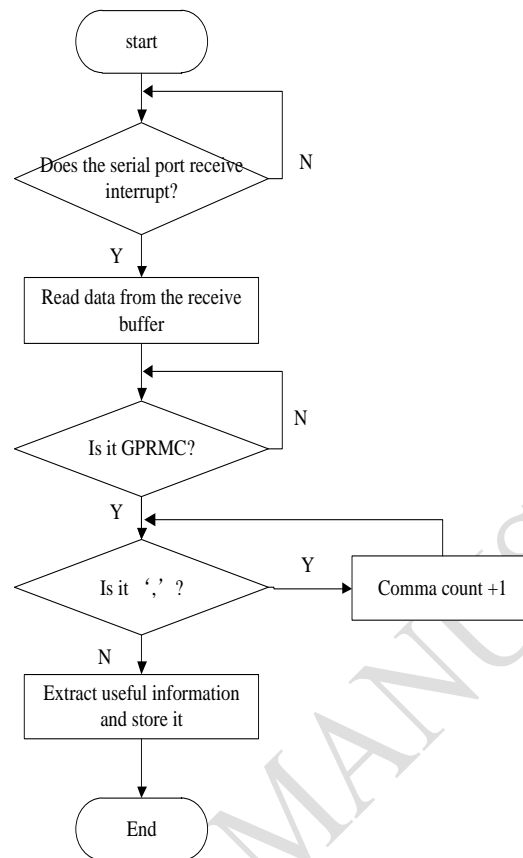 start
Does the serial port receive
interrupt?
N
Y
Read data from the receive
buffer
N
Is it GPRMC?
Y
Is it ‘,’ ?
Y
Comma count +1
N
Extract useful information
and store it
End
MANUS